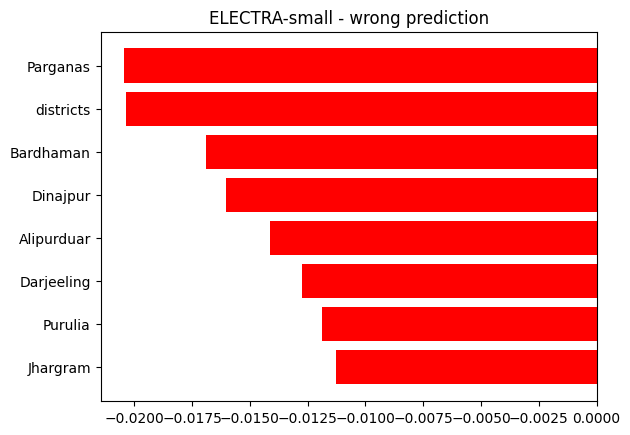 ELECTRA-small - wrong prediction
Parganas
districts
Bardhaman
Dinajpur
Alipurduar
Darjeeling
Purulia
Jhargram
−0.0200 −0.0175 −0.0150 −0.0125 −0.0100 −0.0075 −0.0050 −0.0025 0.0000